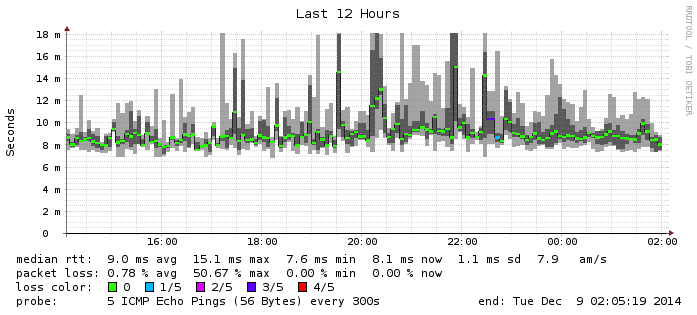 Last 12 Hours
RRDTOOL / TOBI OETIKER
Seconds
18 m
16 m
14 m
12 m
10 m
8 m
6 m
4 m
2 m
0
16:00 18:00 20:00 22:00 00:00 02:00
median rtt: 9.0 ms avg 15.1 ms max 7.6 ms min 8.1 ms now 1.1 ms sd 7.9 am/s
packet loss: 0.78 % avg 50.67 % max 0.00 % min 0.00 % now
loss color: 0 1/5 2/5 3/5 4/5
probe: 5 ICMP Echo Pings (56 Bytes) every 300s end: Tue Dec 9 02:05:19 2014